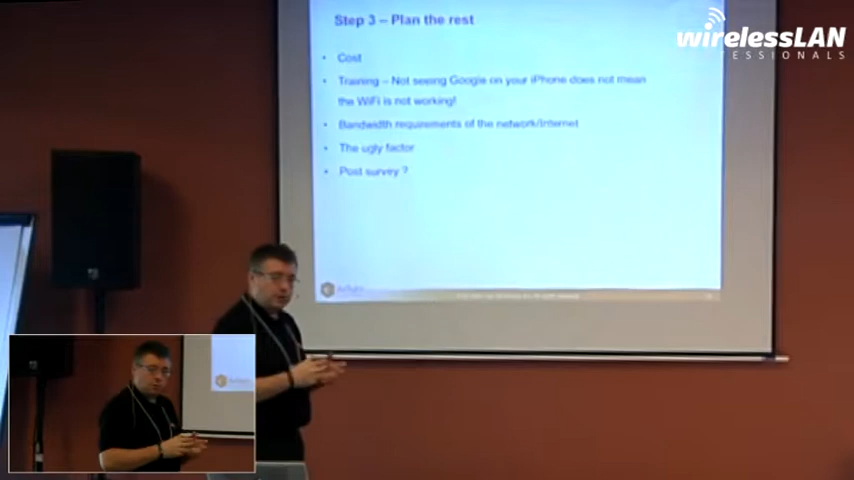 Step 3 – Plan the rest
wirelessLAN
ESSIONALS
• Cost
• Training – Not seeing Google on your iPhone does not mean
the WiFi is not working!
• Bandwidth requirements of the network/Internet
• The ugly factor
• Post survey ?